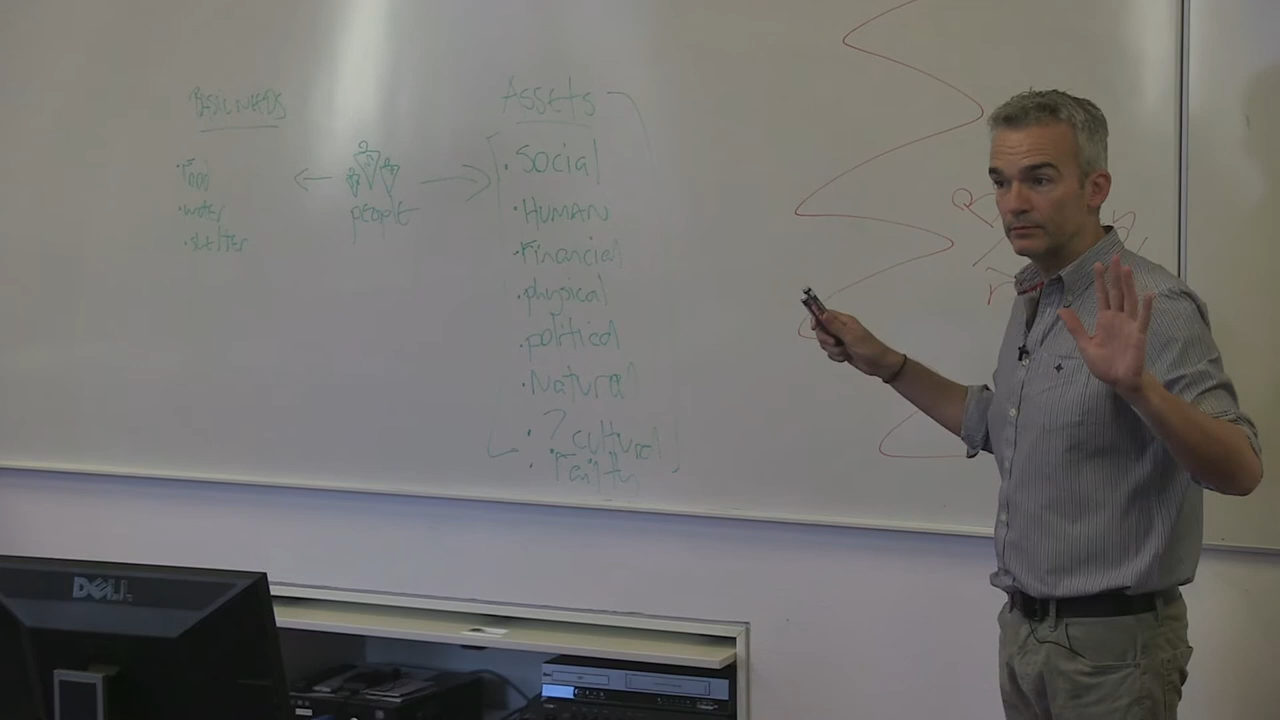 BASIC NEEDS
• Food
• water
• shelter
people
Assets
• Social
• HUMAN
• Financial
• physical
• political
• Natural
• ? cultural
• Faith
DELL